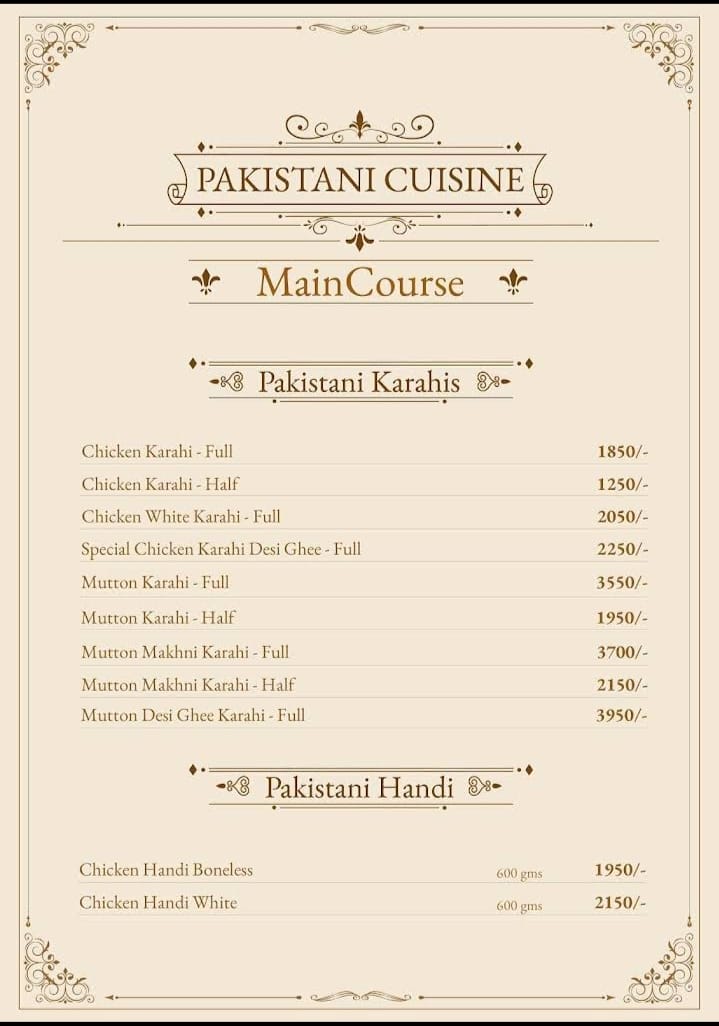 PAKISTANI CUISINE
MainCourse
Pakistani Karahis
Chicken Karahi - Full 1850/-
Chicken Karahi - Half 1250/-
Chicken White Karahi - Full 2050/-
Special Chicken Karahi Desi Ghee - Full 2250/-
Mutton Karahi - Full 3550/-
Mutton Karahi - Half 1950/-
Mutton Makhni Karahi - Full 3700/-
Mutton Makhni Karahi - Half 2150/-
Mutton Desi Ghee Karahi - Full 3950/-
Pakistani Handi
Chicken Handi Boneless 600 gms 1950/-
Chicken Handi White 600 gms 2150/-